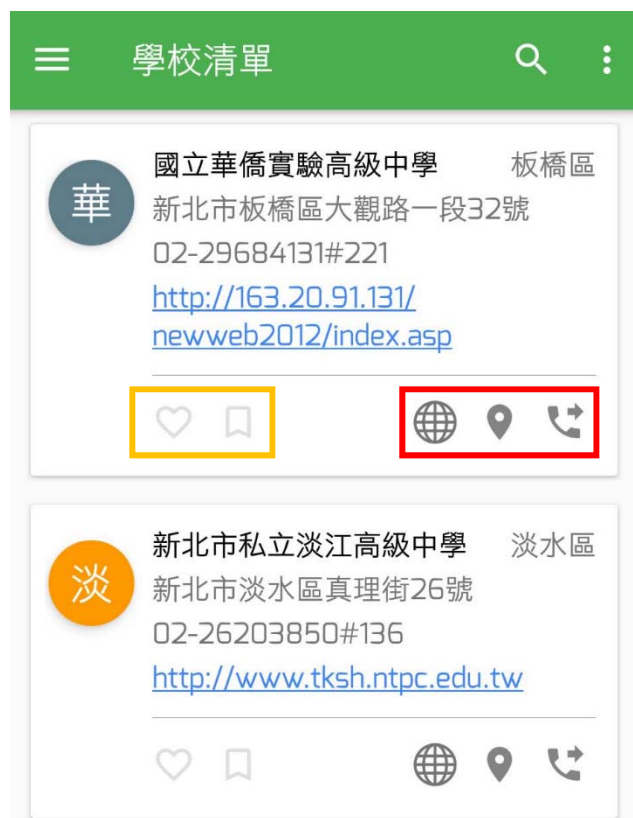 學校清單
華
國立華僑實驗高級中學 板橋區
新北市板橋區大觀路一段32號
02-29684131#221
http://163.20.91.131/
newweb2012/index.asp
淡
新北市私立淡江高級中學 淡水區
新北市淡水區真理街26號
02-26203850#136
http://www.tksh.ntpc.edu.tw